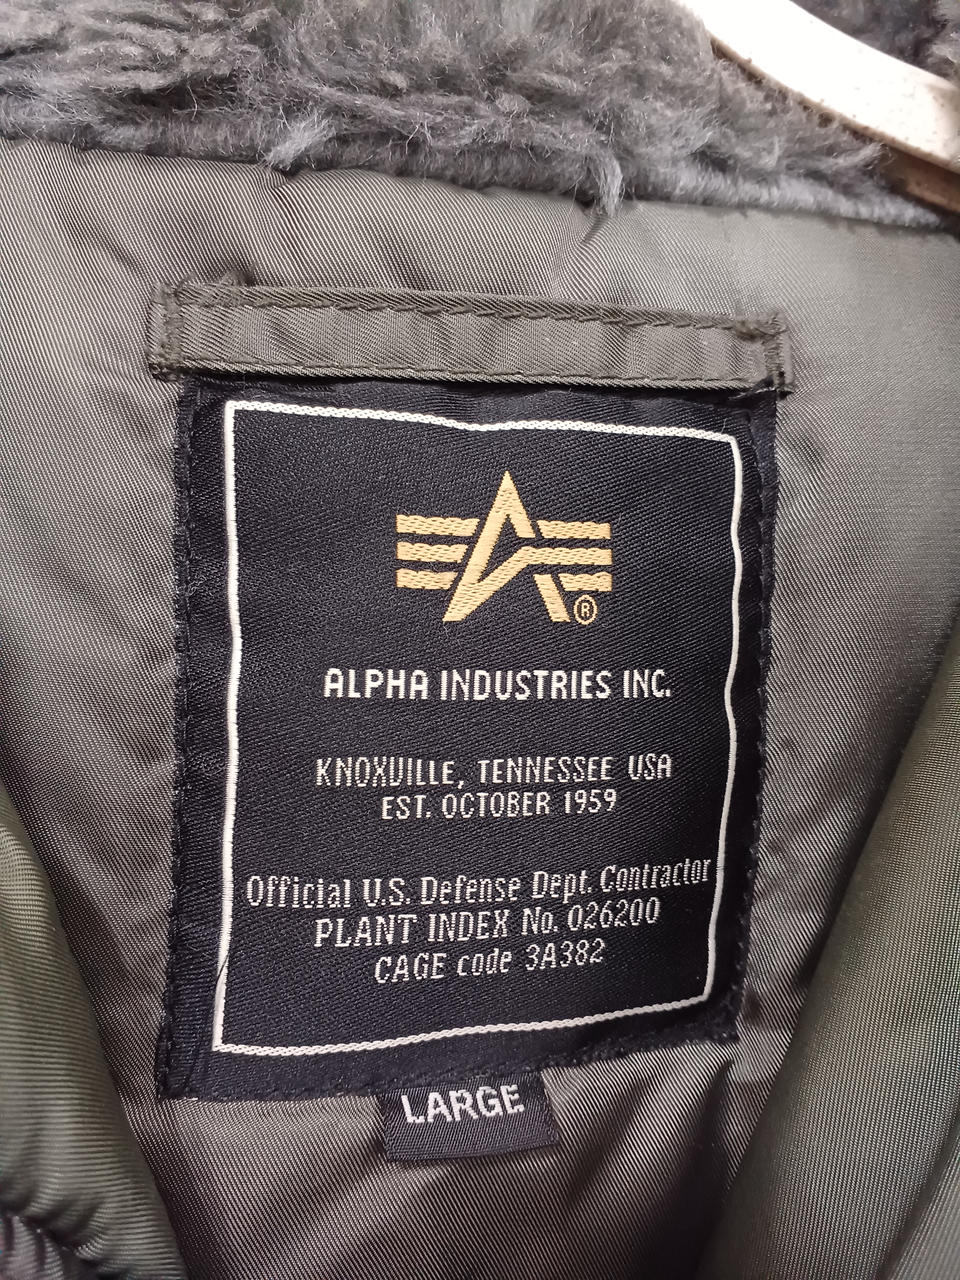 ®
ALPHA INDUSTRIES INC.
KNOXVILLE, TENNESSEE USA
EST. OCTOBER 1959
Official U.S. Defense Dept. Contractor
PLANT INDEX No. 026200
CAGE code 3A382
LARGE